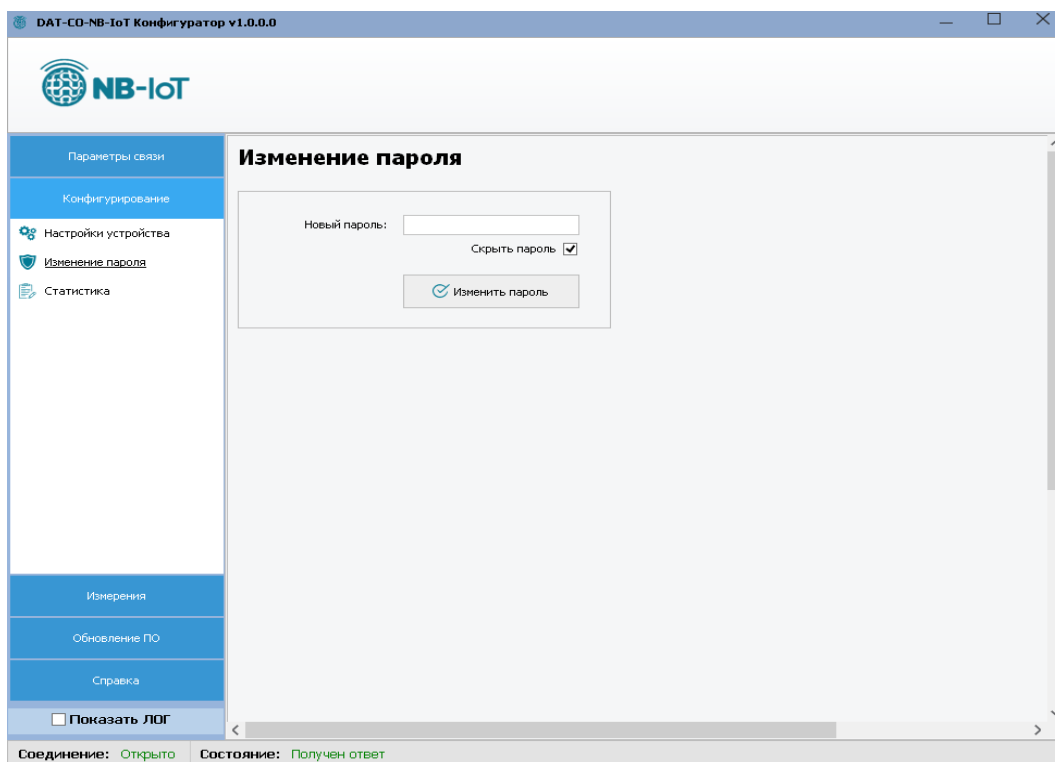 DAT-CO-NB-IoT Конфигуратор v1.0.0.0
NB-IoT
Параметры связи
Конфигурирование
Настройки устройства
Изменение пароля
Статистика
Измерения
Обновление ПО
Справка
Показать ЛОГ
Изменение пароля
Новый пароль:
Скрыть пароль
Изменить пароль
Соединение: Открыто Состояние: Получен ответ